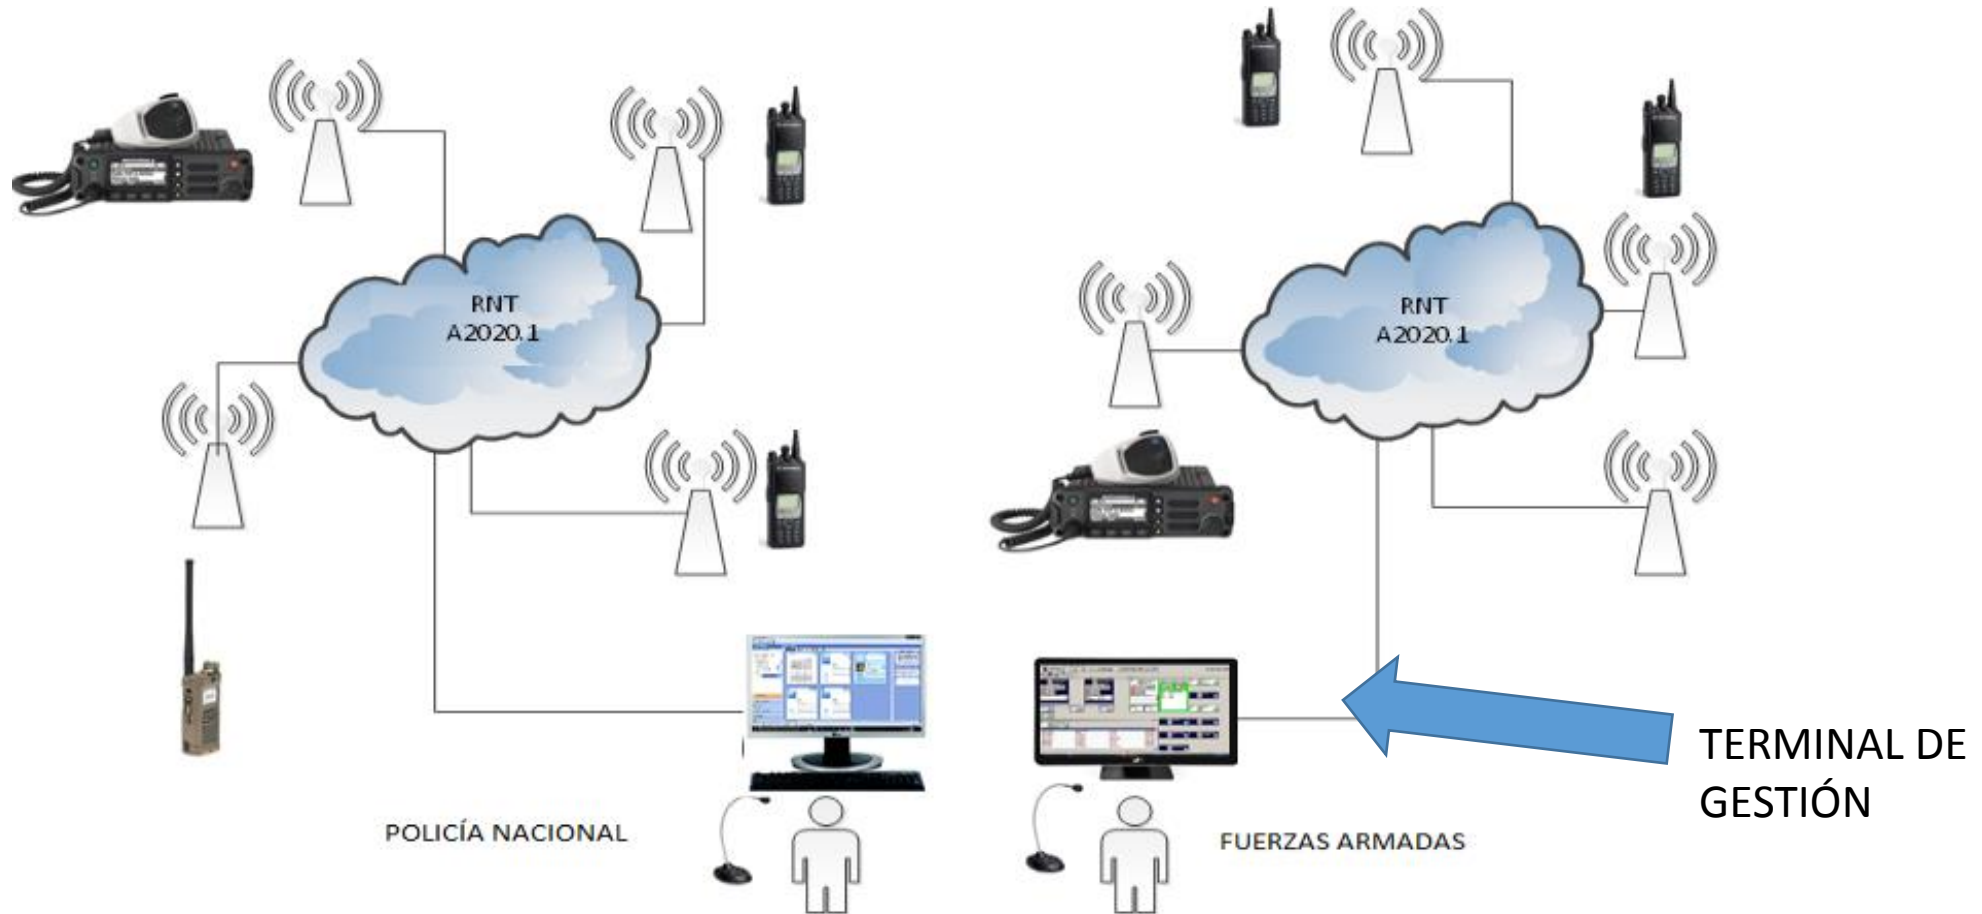 RNT
A2020.1
RNT
A2020.1
POLICÍA NACIONAL
FUERZAS ARMADAS
TERMINAL DE
GESTIÓN